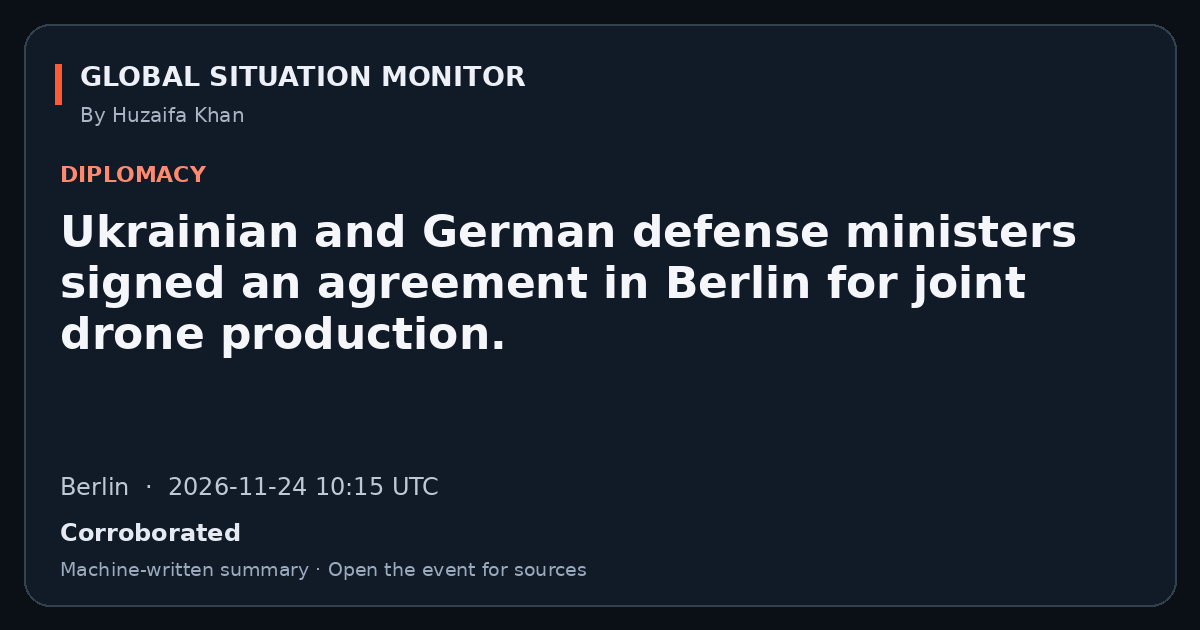 GLOBAL SITUATION MONITOR
By Huzaifa Khan
DIPLOMACY
Ukrainian and German defense ministers
signed an agreement in Berlin for joint
drone production.
Berlin · 2026-11-24 10:15 UTC
Corroborated
Machine-written summary · Open the event for sources